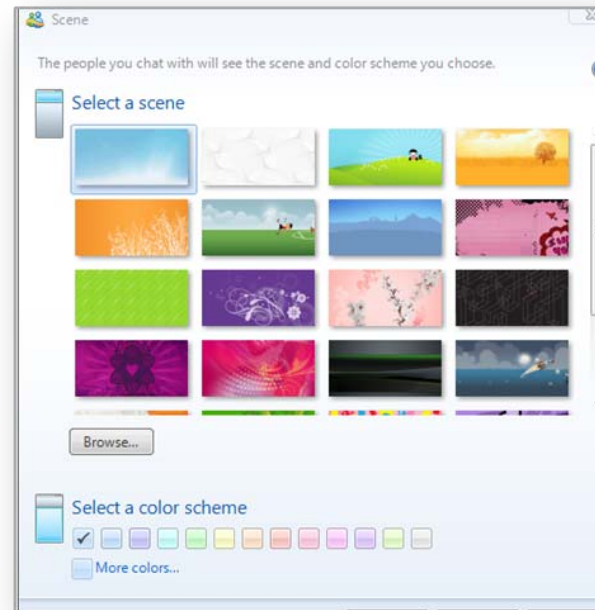 Scene
The people you chat with will see the scene and color scheme you choose.
Select a scene
Browse...
Select a color scheme
More colors...